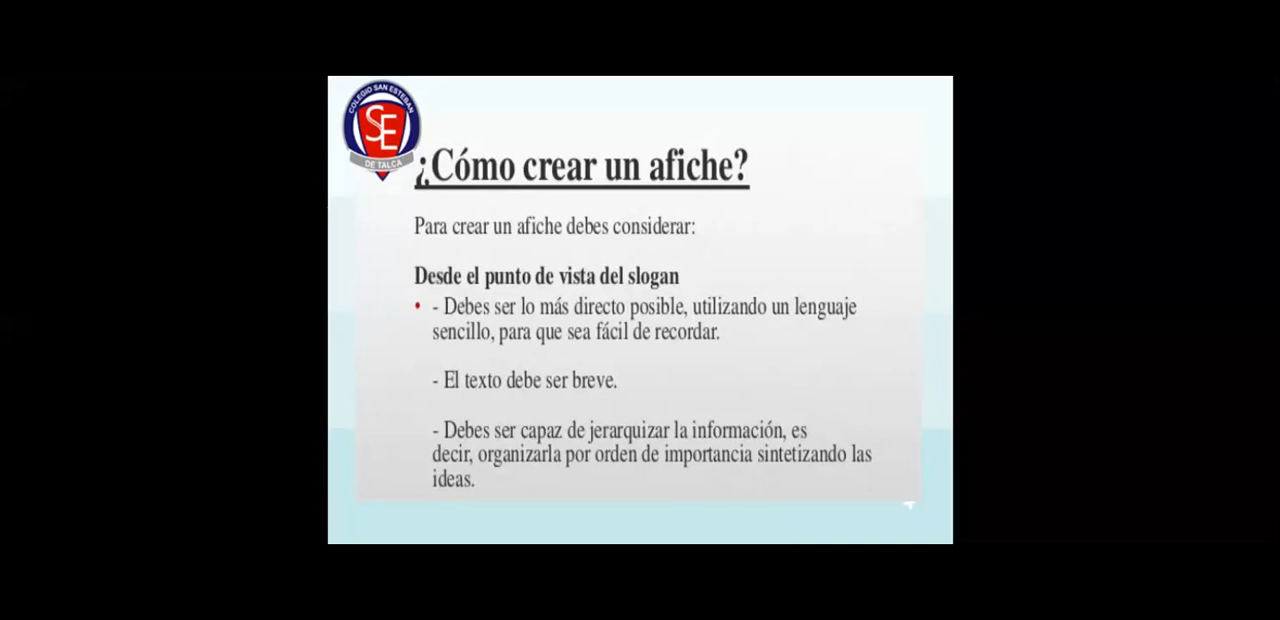 COLEGIO SAN ESTEBAN
SE
DE TALCA
¿Cómo crear un afiche?
Para crear un afiche debes considerar:
Desde el punto de vista del slogan
• - Debes ser lo más directo posible, utilizando un lenguaje
sencillo, para que sea fácil de recordar.
- El texto debe ser breve.
- Debes ser capaz de jerarquizar la información, es
decir, organizarla por orden de importancia sintetizando las
ideas.